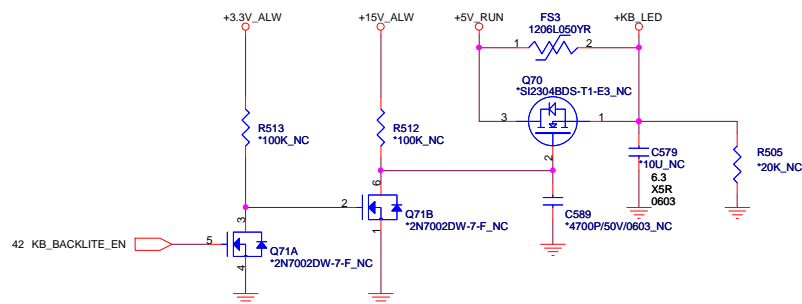 +3.3V_ALW
+15V_ALW
+5V_RUN
FS3
1206L050YR
+KB_LED
1
2
Q70
*SI2304BDS-T1-E3_NC
3
1
2
R513
*100K_NC
R512
*100K_NC
C579
*10U_NC
6.3
X5R
0603
R505
*20K_NC
6
2
Q71B
*2N7002DW-7-F_NC
1
C589
*4700P/50V/0603_NC
3
42 KB_BACKLITE_EN
5
Q71A
*2N7002DW-7-F_NC
4